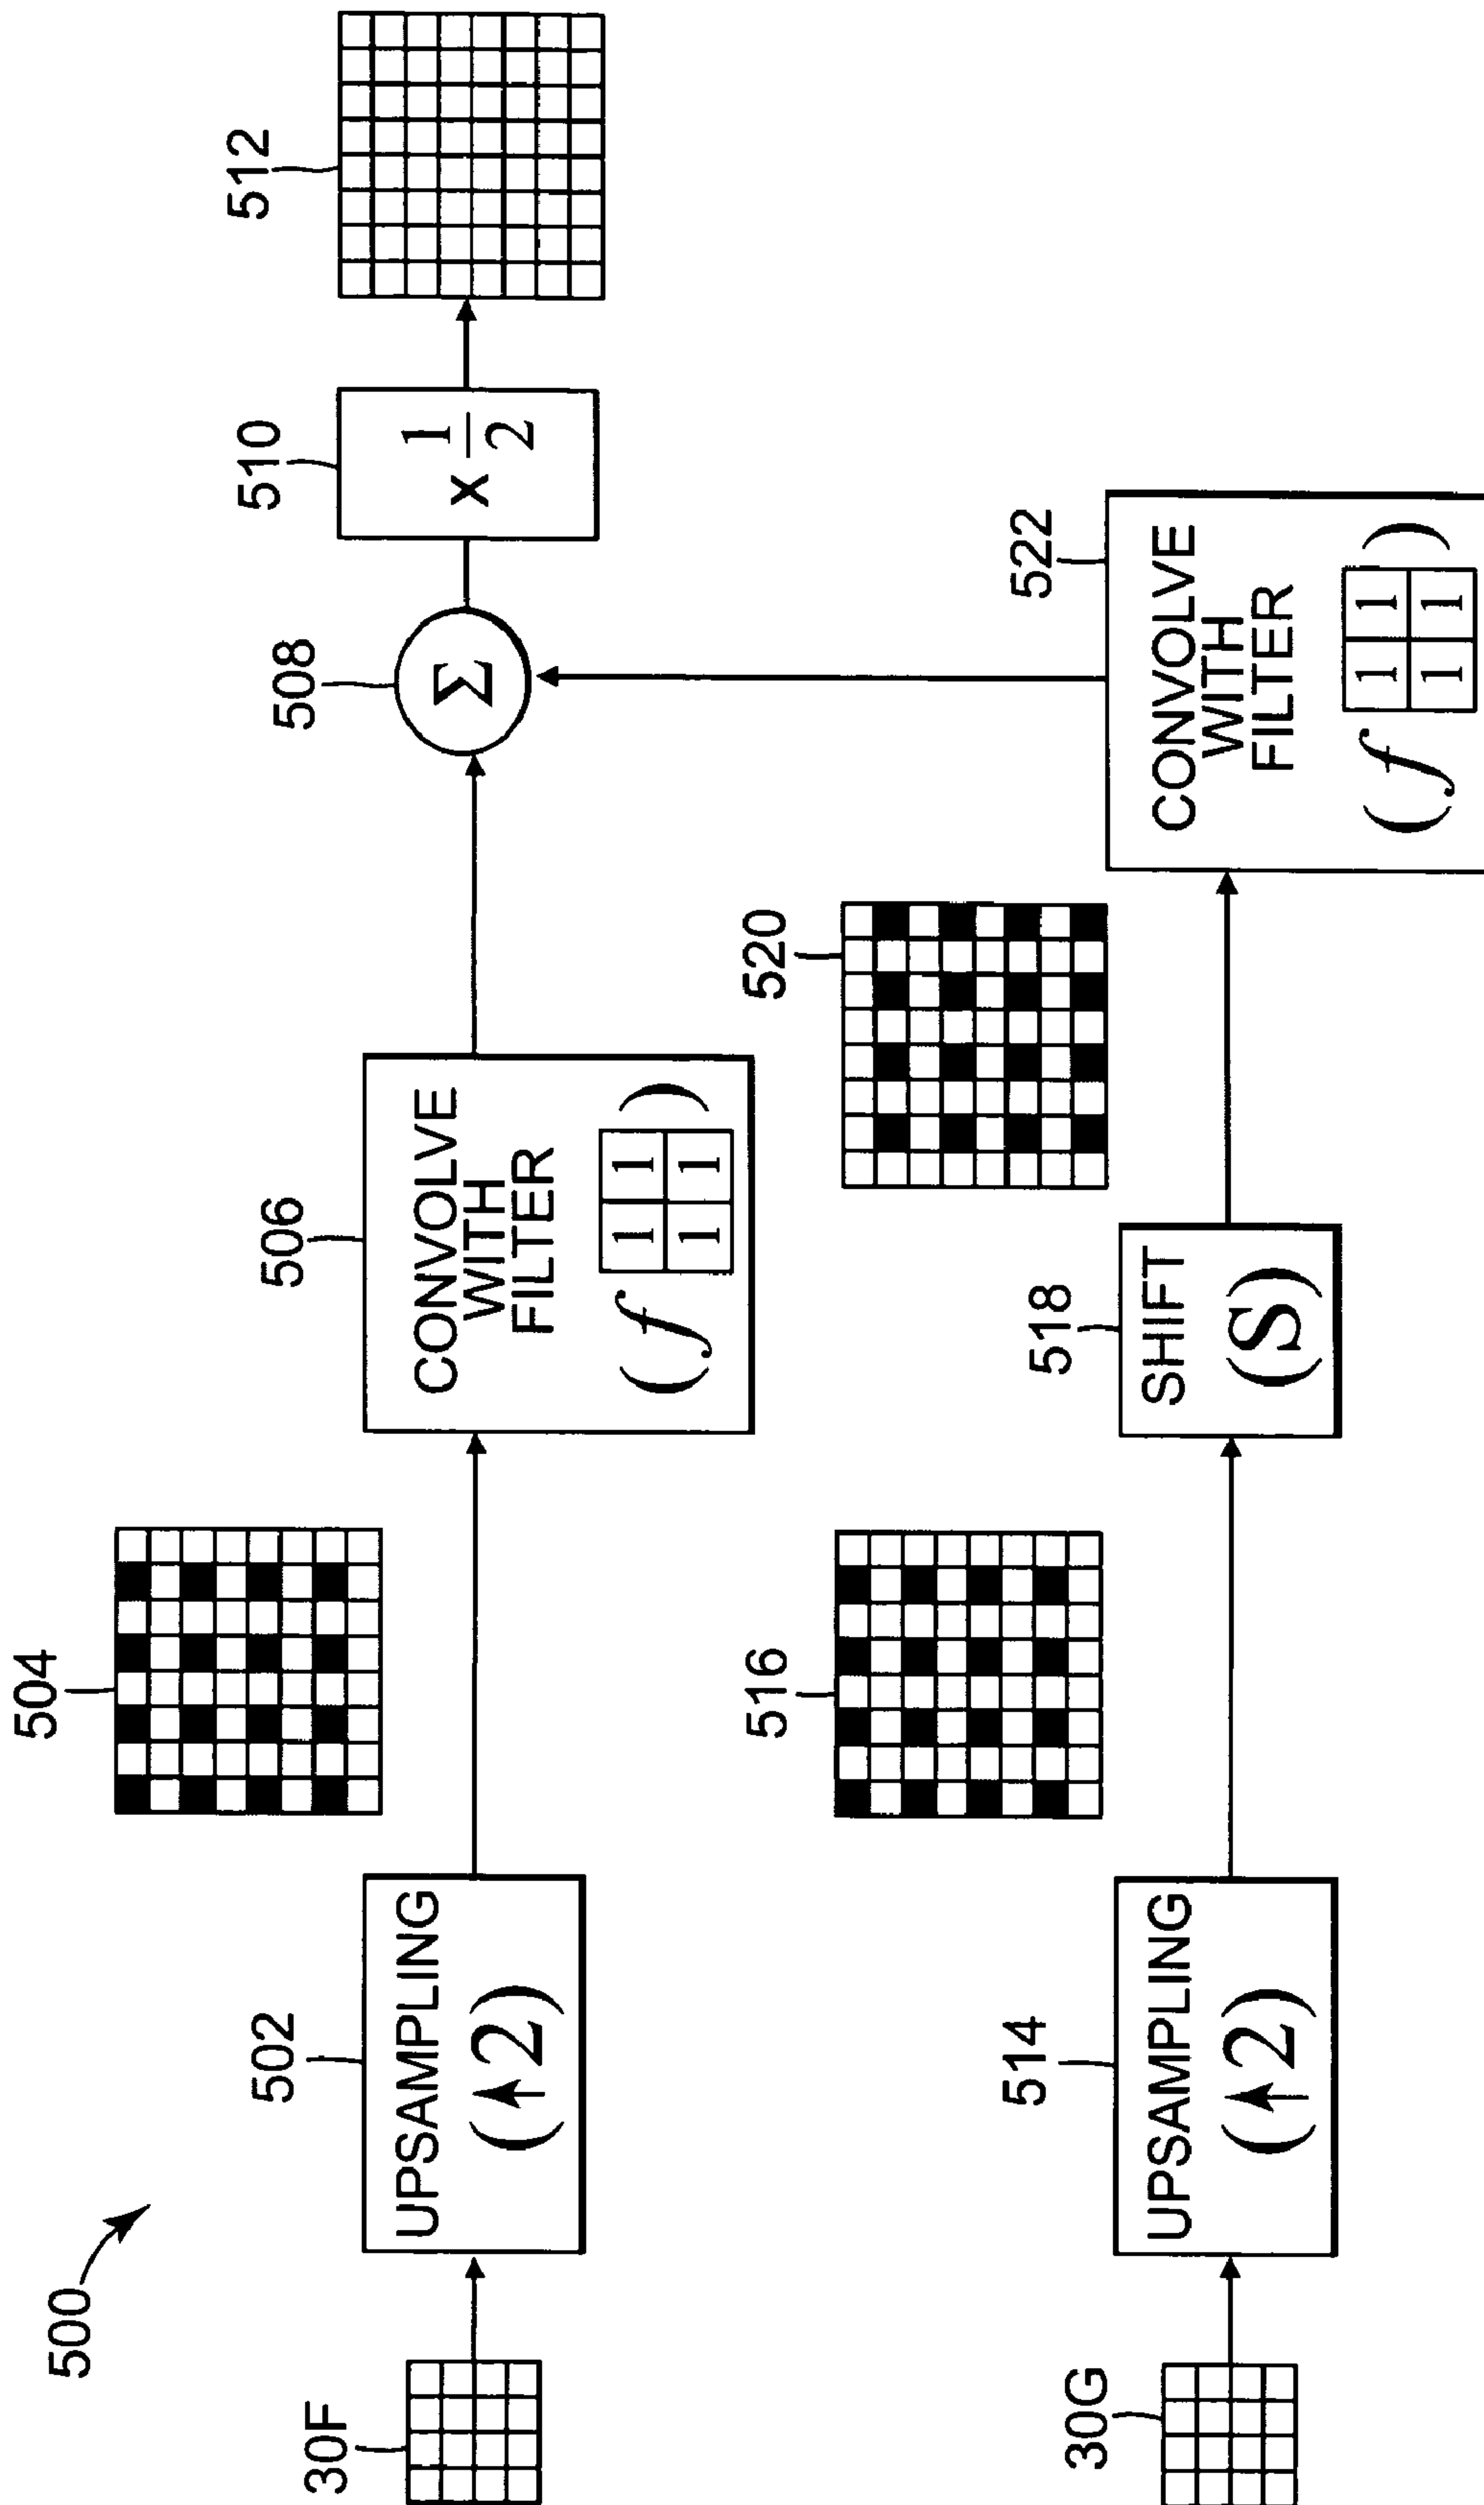 500
30F
502
UPSAMPLING
(↑2)
504
506
CONVOLVE
WITH
FILTER
(f 1 1
1 1)
508
Σ
510
x 1/2
512
30G
514
UPSAMPLING
(↑2)
516
518
SHIFT
(S)
520
522
CONVOLVE
WITH
FILTER
(f 1 1
1 1)